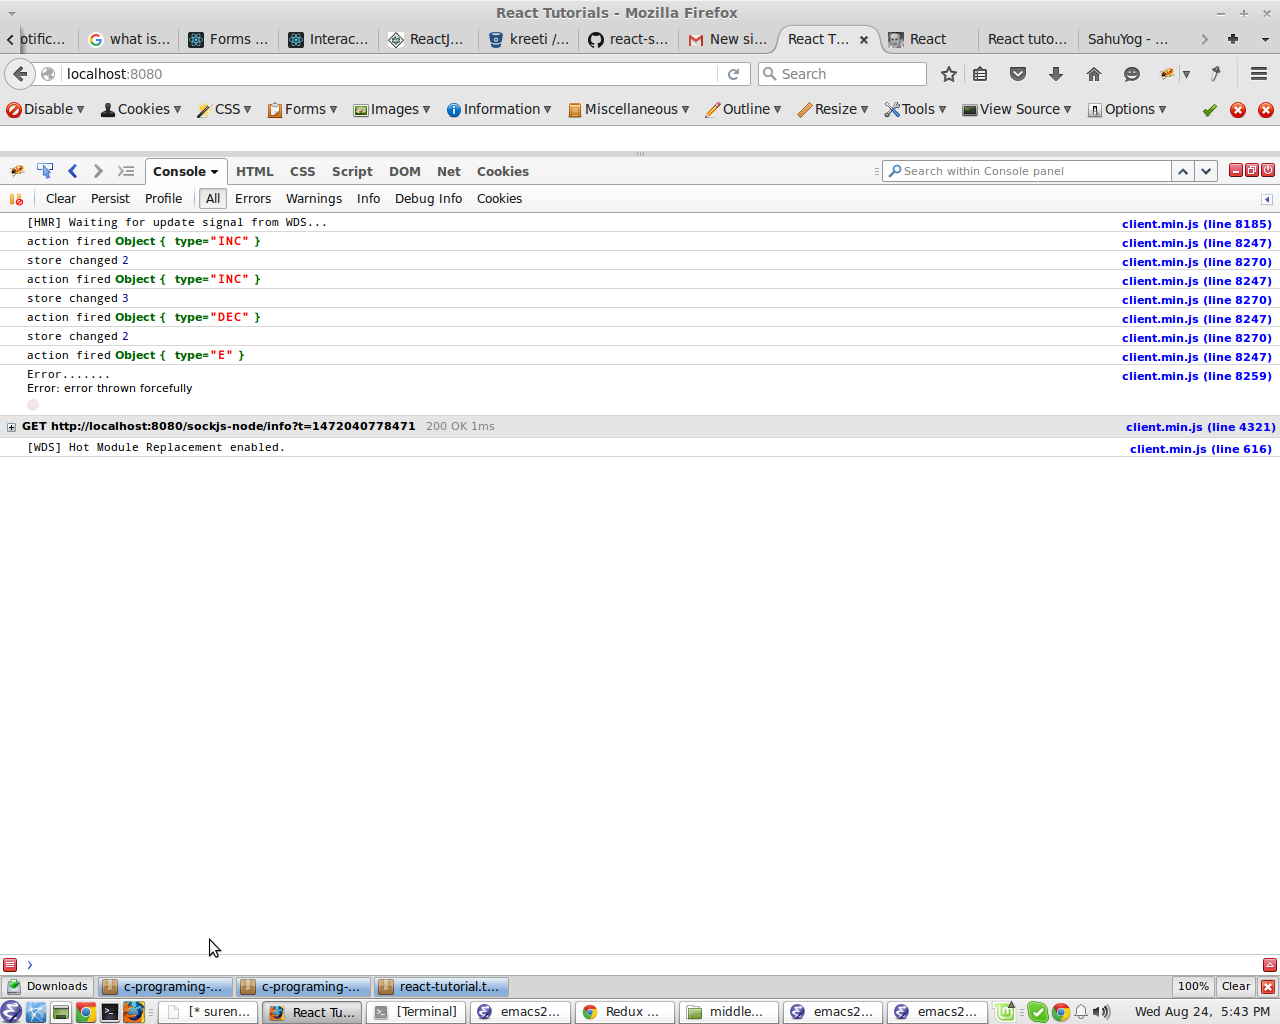 React Tutorials - Mozilla Firefox
otific... what is... Forms ... Interac... ReactJ... kreeti /... react-s... New si... React T... React React tuto... SahuYog - ...
localhost:8080 Search
Disable Cookies CSS Forms Images Information Miscellaneous Outline Resize Tools View Source Options
Console HTML CSS Script DOM Net Cookies Search within Console panel
Clear Persist Profile All Errors Warnings Info Debug Info Cookies
[HMR] Waiting for update signal from WDS... client.min.js (line 8185)
action fired Object { type="INC" } client.min.js (line 8247)
store changed 2 client.min.js (line 8270)
action fired Object { type="INC" } client.min.js (line 8247)
store changed 3 client.min.js (line 8270)
action fired Object { type="DEC" } client.min.js (line 8247)
store changed 2 client.min.js (line 8270)
action fired Object { type="E" } client.min.js (line 8247)
Error....... client.min.js (line 8259)
Error: error thrown forcefully
GET http://localhost:8080/sockjs-node/info?t=1472040778471 200 OK 1ms client.min.js (line 4321)
[WDS] Hot Module Replacement enabled. client.min.js (line 616)
Downloads c-programing-... c-programing-... react-tutorial.t... 100% Clear
[* suren... React Tu... [Terminal] emacs2... Redux ... middle... emacs2... emacs2... Wed Aug 24, 5:43 PM